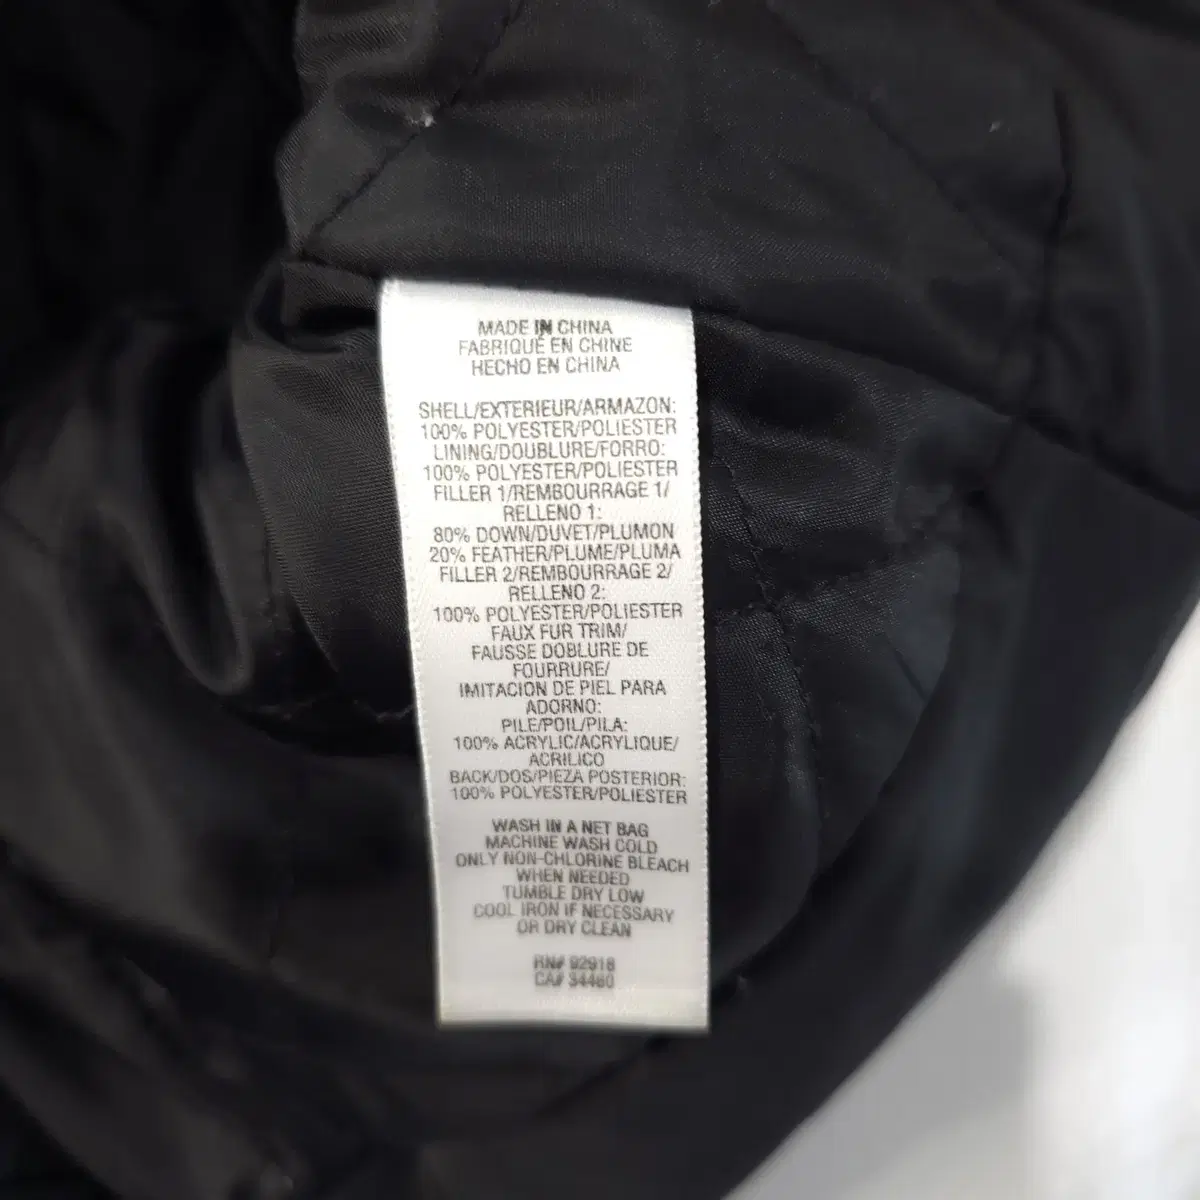 MADE IN CHINA
FABRIQUÉ EN CHINE
HECHO EN CHINA
SHELL/EXTERIEUR/ARMAZON:
100% POLYESTER/POLIESTER
LINING/DOUBLURE/FORRO:
100% POLYESTER/POLIESTER
FILLER 1/REMBOURRAGE 1/
RELLENO 1:
80% DOWN/DUVET/PLUMON
20% FEATHER/PLUME/PLUMA
FILLER 2/REMBOURRAGE 2/
RELLENO 2:
100% POLYESTER/POLIESTER
FAUX FUR TRIM/
FAUSSE DOBLURE DE
FOURRURE/
IMITACION DE PIEL PARA
ADORNO:
PILE/POIL/PILA:
100% ACRYLIC/ACRYLIQUE/
ACRILICO
BACK/DOS/PIEZA POSTERIOR:
100% POLYESTER/POLIESTER
WASH IN A NET BAG
MACHINE WASH COLD
ONLY NON-CHLORINE BLEACH
WHEN NEEDED
TUMBLE DRY LOW
COOL IRON IF NECESSARY
OR DRY CLEAN
RN# 92918
CA# 34460